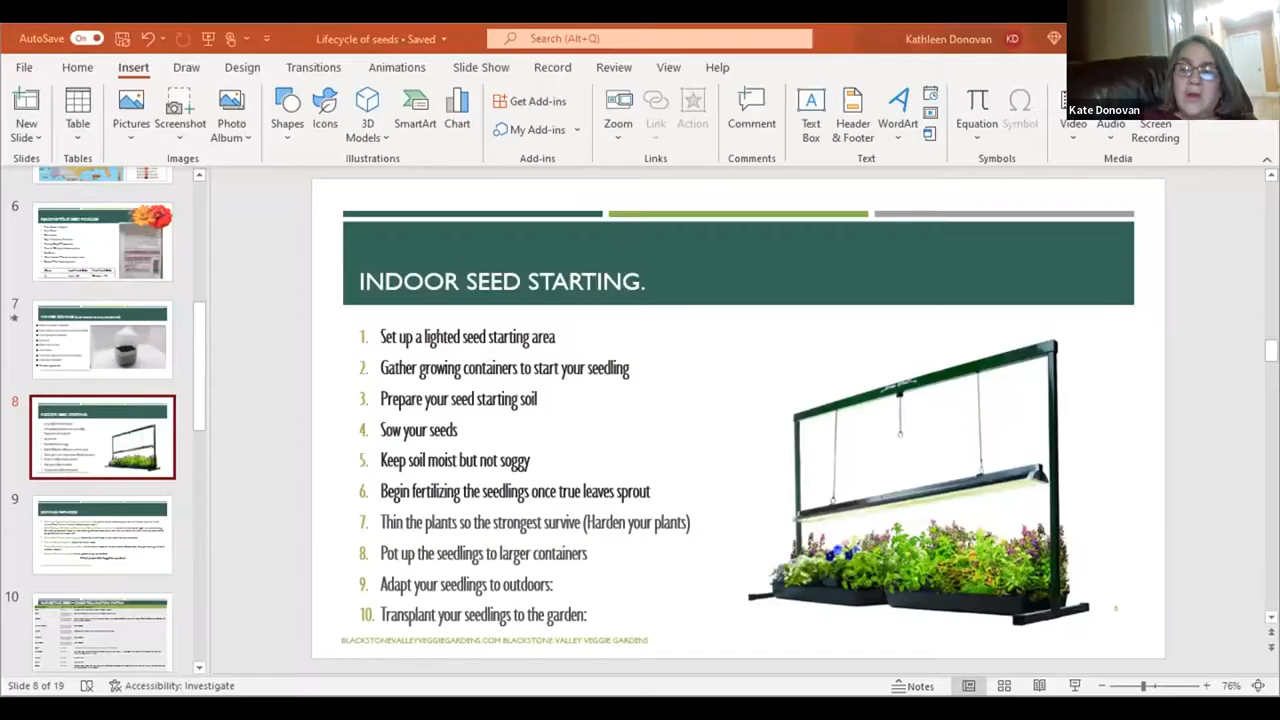 AutoSave On
Lifecycle of seeds • Saved
Search (Alt+Q)
Kathleen Donovan KD
File Home Insert Draw Design Transitions Animations Slide Show Record Review View Help
New Slide
Slides
Table
Tables
Pictures
Screenshot
Photo Album
Images
Shapes
Icons
3D Models
SmartArt
Chart
Illustrations
Get Add-ins
My Add-ins
Add-ins
Zoom
Link
Action
Links
Comment
Comments
Text Box
Header & Footer
WordArt
Text
Equation
Symbol
Symbols
Video
Audio
Screen Recording
Media
Kate Donovan
6
7
8
9
10
INDOOR SEED STARTING.
1. Set up a lighted seed starting area
2. Gather growing containers to start your seedling
3. Prepare your seed starting soil
4. Sow your seeds
5. Keep soil moist but not soggy
6. Begin fertilizing the seedlings once true leaves sprout
7. Thin the plants so the strongest survive (Harden your plants)
8. Pot up the seedlings to larger containers
9. Adapt your seedlings to outdoors:
10. Transplant your seedlings to the garden:
BLACKSTONEVALLEYVEGGIEGARDENS.COM BLACKSTONE VALLEY VEGGIE GARDENS
Slide 8 of 19
Accessibility: Investigate
Notes
76%